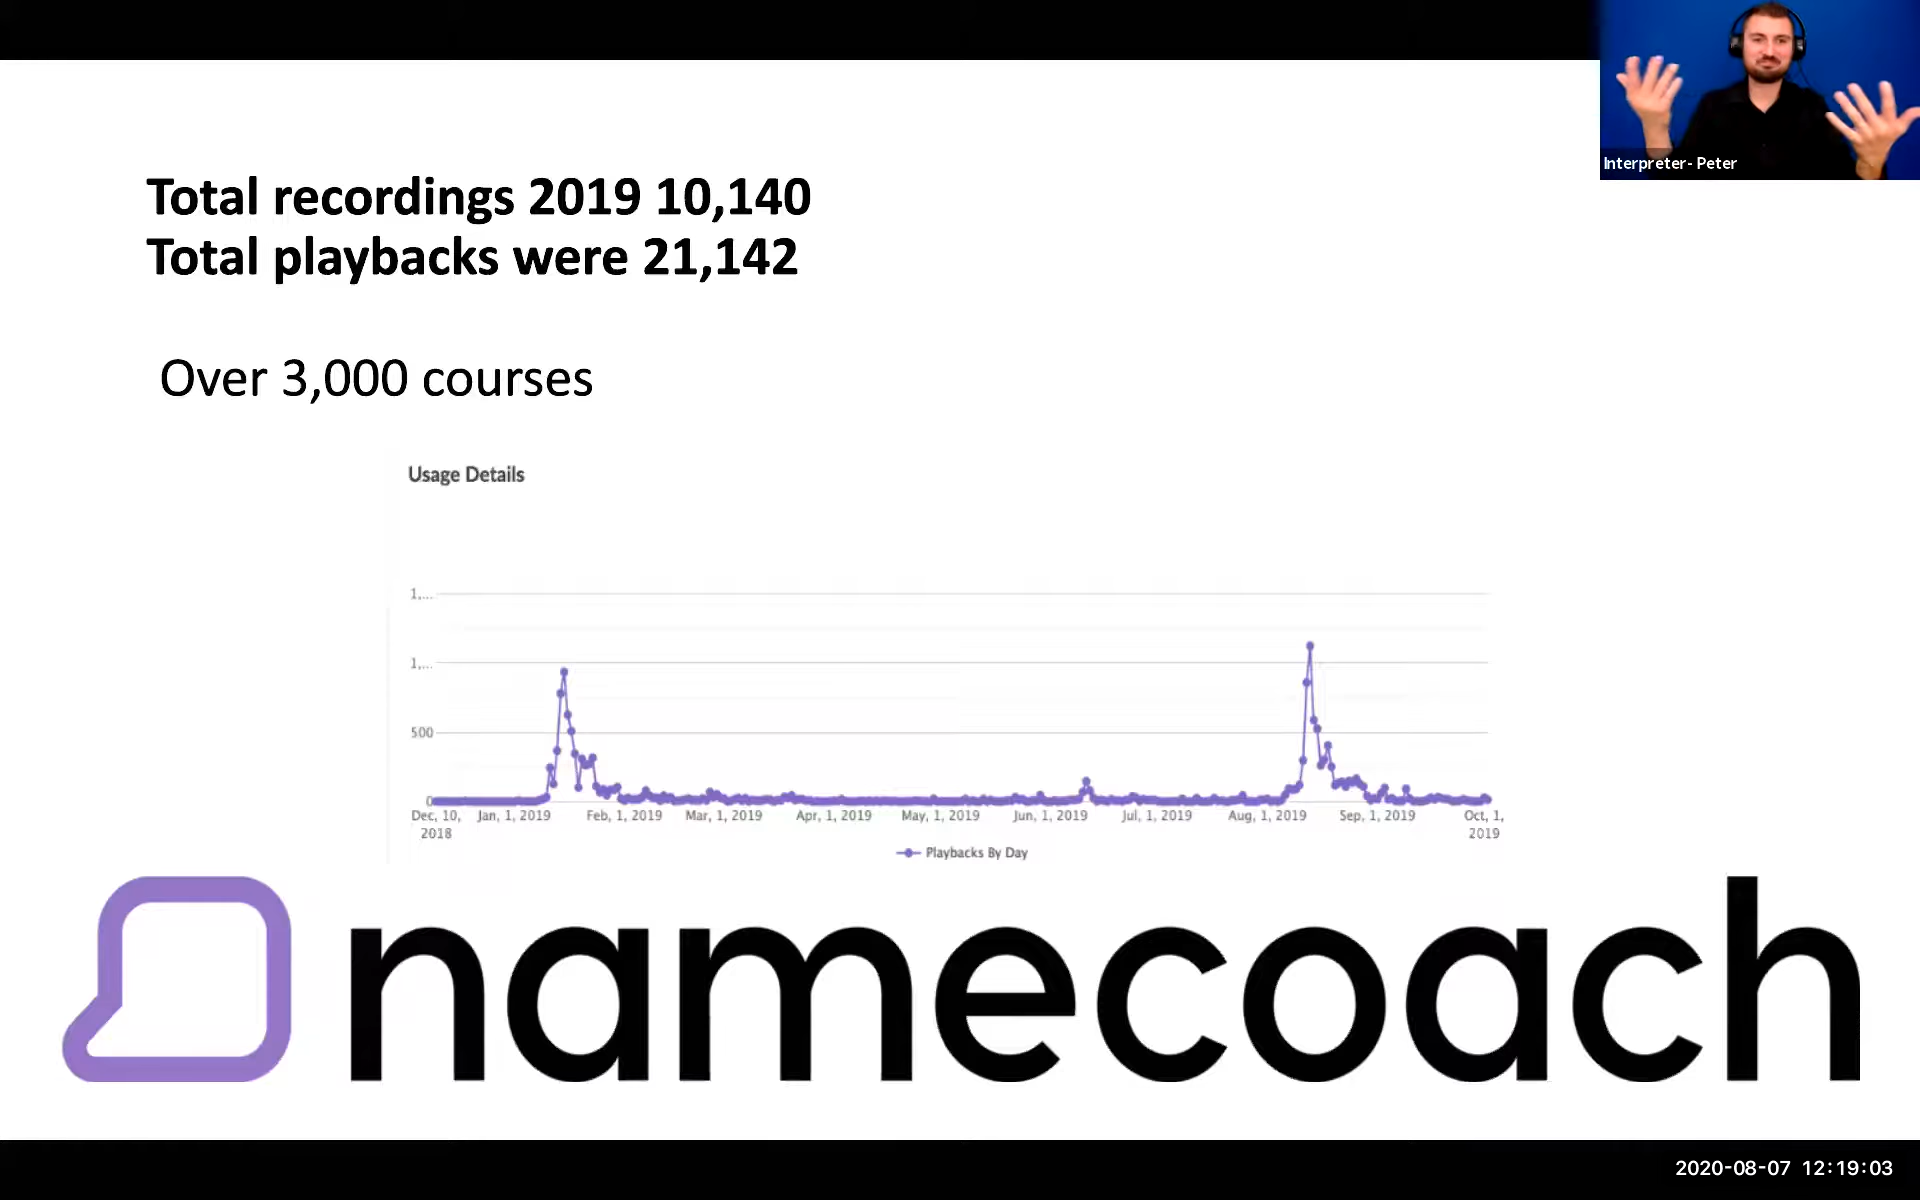 Interpreter- Peter
Total recordings 2019 10,140
Total playbacks were 21,142
Over 3,000 courses
Usage Details
1,...
1,...
500
0
Dec, 10, 2018
Jan, 1, 2019
Feb, 1, 2019
Mar, 1, 2019
Apr, 1, 2019
May, 1, 2019
Jun, 1, 2019
Jul, 1, 2019
Aug, 1, 2019
Sep, 1, 2019
Oct, 1, 2019
Playbacks By Day
namecoach
2020-08-07 12:19:03